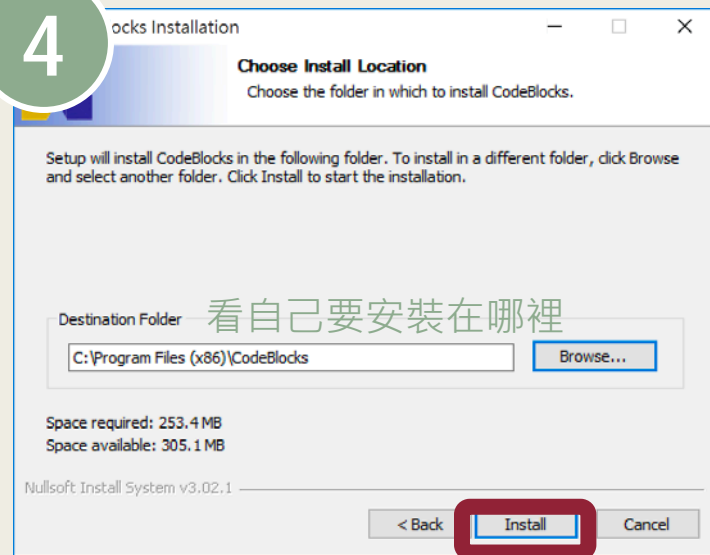 4
ocks Installation
Choose Install Location
Choose the folder in which to install CodeBlocks.
Setup will install CodeBlocks in the following folder. To install in a different folder, click Browse
and select another folder. Click Install to start the installation.
看自己要安裝在哪裡
Destination Folder
C:\Program Files (x86)\CodeBlocks
Browse...
Space required: 253.4 MB
Space available: 305.1 MB
Nullsoft Install System v3.02.1
< Back
Install
Cancel